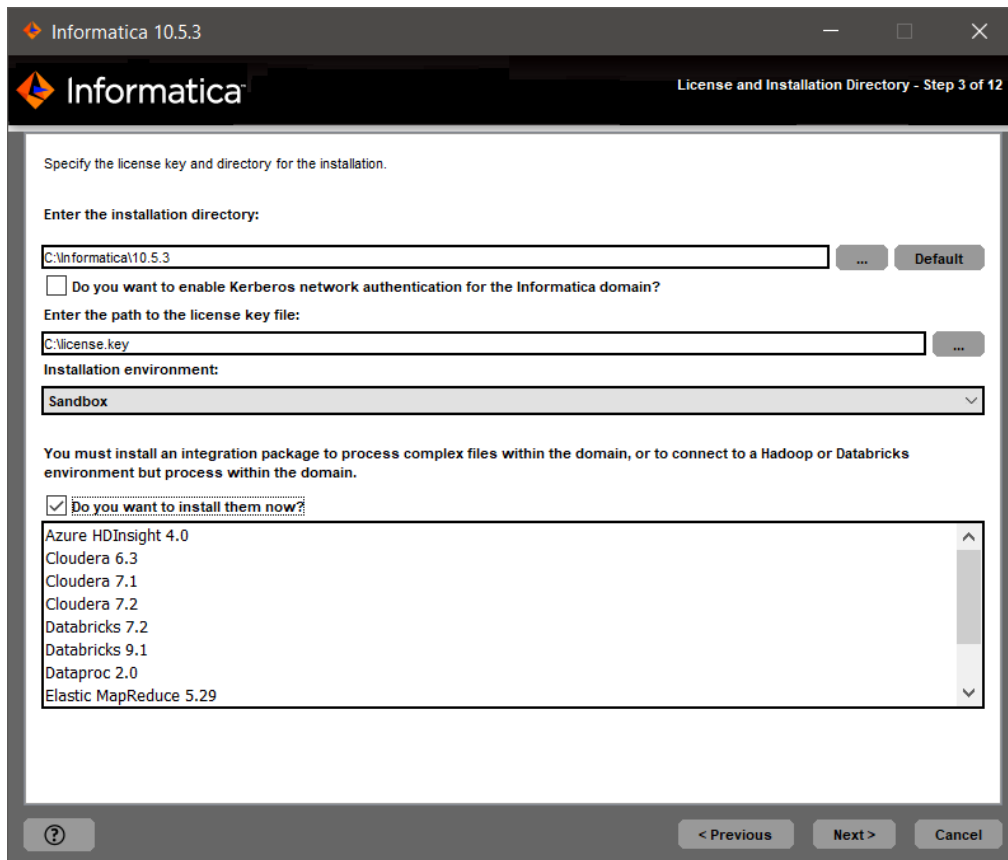 Informatica 10.5.3
Informatica
License and Installation Directory - Step 3 of 12
Specify the license key and directory for the installation.
Enter the installation directory:
C:\Informatica\10.5.3
...
Default
Do you want to enable Kerberos network authentication for the Informatica domain?
Enter the path to the license key file:
C:\license.key
...
Installation environment:
Sandbox
You must install an integration package to process complex files within the domain, or to connect to a Hadoop or Databricks
environment but process within the domain.
Do you want to install them now?
Azure HDInsight 4.0
Cloudera 6.3
Cloudera 7.1
Cloudera 7.2
Databricks 7.2
Databricks 9.1
Dataproc 2.0
Elastic MapReduce 5.29
?
< Previous
Next >
Cancel